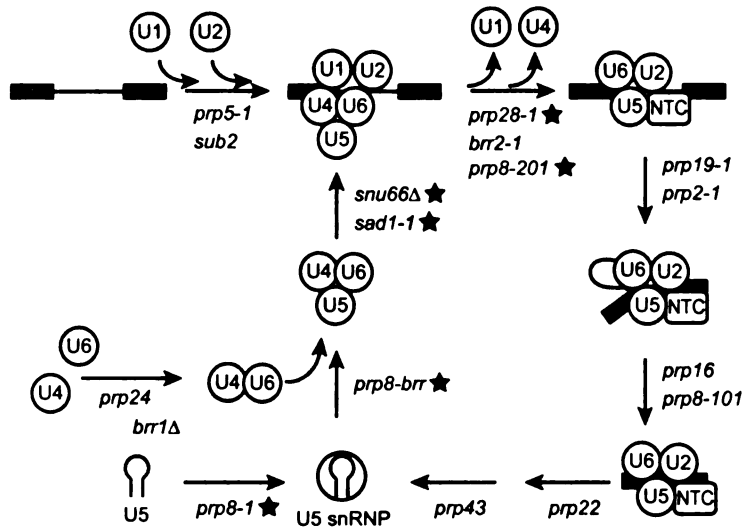 U1 U2
U1 U4
U1 U2
U4 U6
U5
U6 U2
U5 NTC
prp5-1
sub2
prp28-1 ★
brr2-1
prp8-201 ★
prp19-1
prp2-1
snu66Δ ★
sad1-1 ★
U4 U6
U5
U6 U2
U5 NTC
U6
U4
prp24
brr1Δ
U4 U6
prp8-brr ★
prp16
prp8-101
U5
prp8-1 ★
U5 snRNP
prp43
prp22
U6 U2
U5 NTC